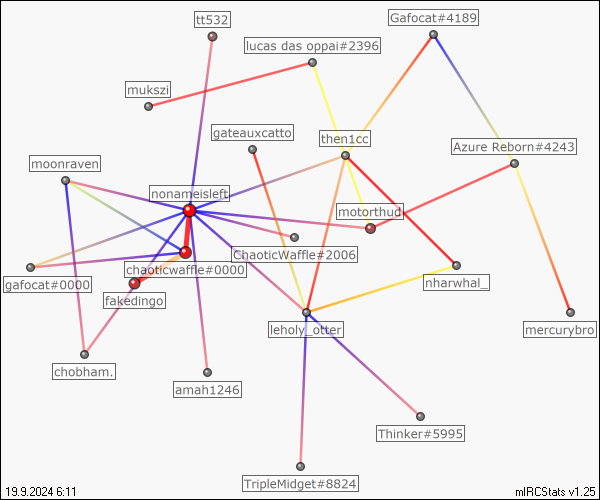 Gafocat#4189
tt532
lucas das oppai#2396
mukszi
gateauxcatto
then1cc
Azure Reborn#4243
moonraven
nonameisleft
motorthud
ChaoticWaffle#2006
chaoticwaffle#0000
gafocat#0000
nharwhal_
fakedingo
leholy_otter
mercurybro
chobham.
amah1246
Thinker#5995
TripleMidget#8824
19.9.2024 6:11
mIRCStats v1.25